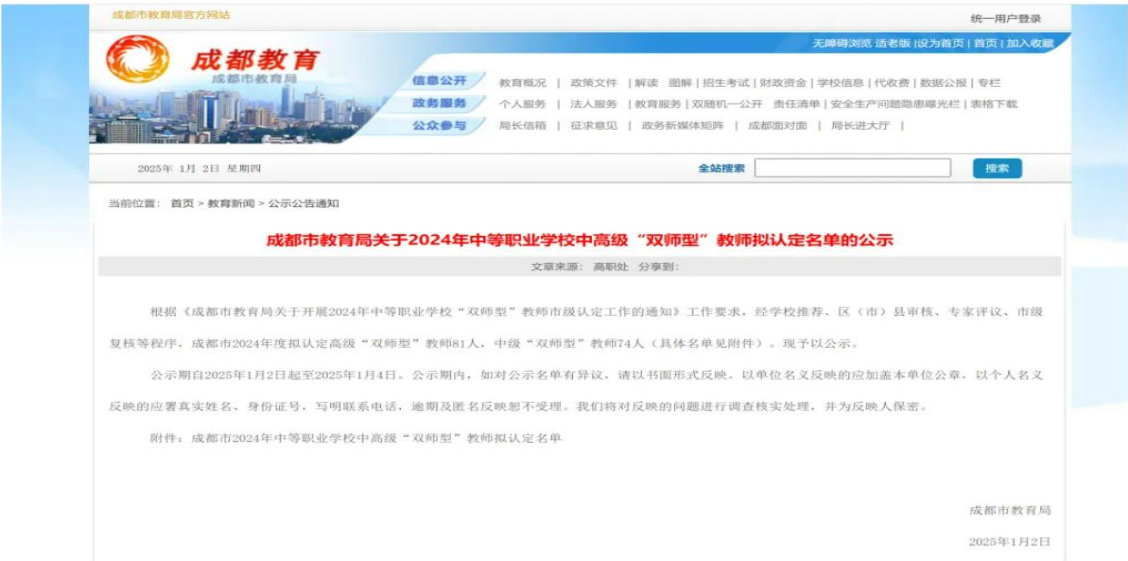 成都市教育局官方网站
统一用户登录
无障碍浏览 适老版 |设为首页 | 首页 | 加入收藏
成都教育
成都市教育局
信息公开 教育概况 | 政策文件 | 解读 图解 | 招生考试 | 财政资金 | 学校信息 | 代收费 | 数据公报 | 专栏
政务服务 个人服务 | 法人服务 | 教育服务 | 双随机一公开 责任清单 | 安全生产问题隐患曝光栏 | 表格下载
公众参与 局长信箱 | 征求意见 | 政务新媒体矩阵 | 成都面对面 | 局长进大厅 |
2025年 1月 2日 星期四
全站搜索 搜索
当前位置： 首页 > 教育新闻 > 公示公告通知
成都市教育局关于2024年中等职业学校中高级“双师型”教师拟认定名单的公示
文章来源： 高职处 分享到：
根据《成都市教育局关于开展2024年中等职业学校“双师型”教师市级认定工作的通知》工作要求，经学校推荐、区（市）县审核、专家评议、市级
复核等程序，成都市2024年度拟认定高级“双师型”教师81人，中级“双师型”教师74人（具体名单见附件）。现予以公示。
公示期自2025年1月2日起至2025年1月4日。公示期内，如对公示名单有异议，请以书面形式反映。以单位名义反映的应加盖本单位公章，以个人名义
反映的应署真实姓名、身份证号，写明联系电话，逾期及匿名反映恕不受理。我们将对反映的问题进行调查核实处理，并为反映人保密。
附件：成都市2024年中等职业学校中高级“双师型”教师拟认定名单
成都市教育局
2025年1月2日